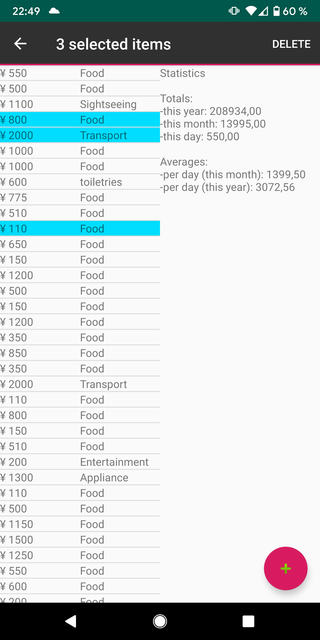 22:49 60 %
3 selected items DELETE
¥ 550 Food
¥ 500 Food
¥ 1100 Sightseeing
¥ 800 Food
¥ 2000 Transport
¥ 1000 Food
¥ 1000 Food
¥ 600 toiletries
¥ 775 Food
¥ 510 Food
¥ 110 Food
¥ 650 Food
¥ 150 Food
¥ 1200 Food
¥ 500 Food
¥ 150 Food
¥ 1200 Food
¥ 350 Food
¥ 850 Food
¥ 350 Food
¥ 2000 Transport
¥ 110 Food
¥ 800 Food
¥ 150 Food
¥ 510 Food
¥ 200 Entertainment
¥ 1300 Appliance
¥ 110 Food
¥ 500 Food
¥ 1150 Food
¥ 1500 Food
¥ 1250 Food
¥ 550 Food
¥ 600 Food
¥ 200 Food
Statistics
Totals:
-this year: 208934,00
-this month: 13995,00
-this day: 550,00
Averages:
-per day (this month): 1399,50
-per day (this year): 3072,56
+